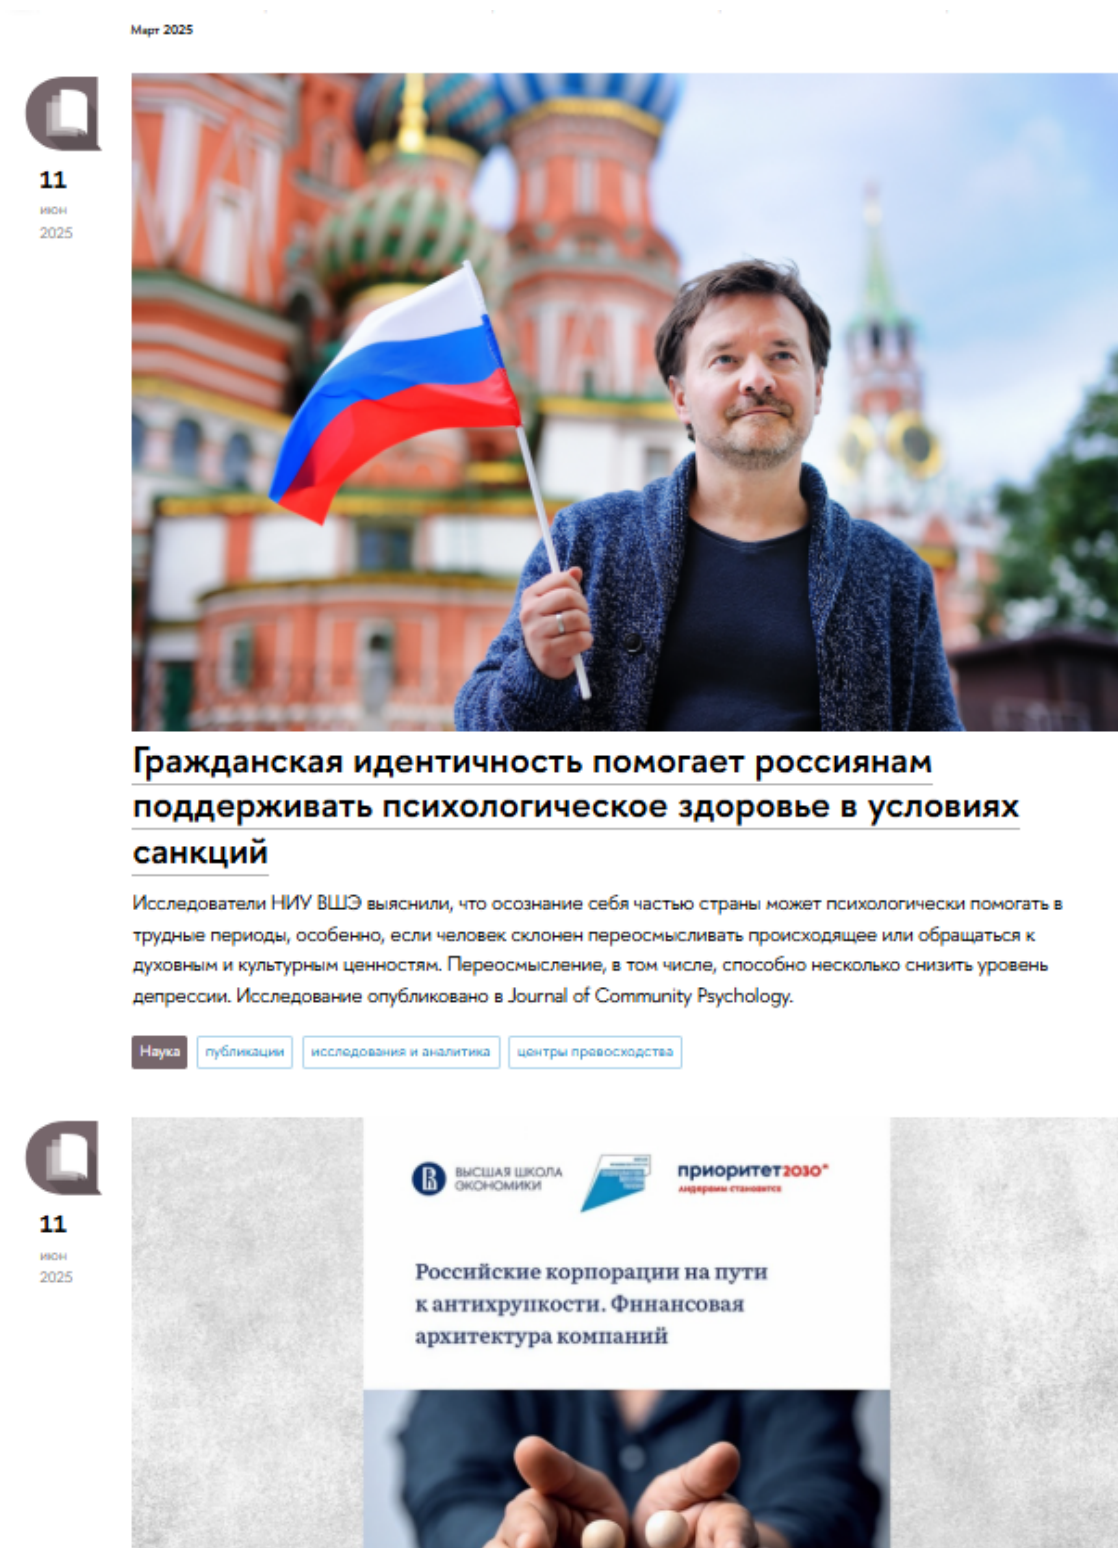 Март 2025
11
июн
2025
Гражданская идентичность помогает россиянам
поддерживать психологическое здоровье в условиях
санкций
Исследователи НИУ ВШЭ выяснили, что осознание себя частью страны может психологически помогать в
трудные периоды, особенно, если человек склонен переосмысливать происходящее или обращаться к
духовным и культурным ценностям. Переосмысление, в том числе, способно несколько снизить уровень
депрессии. Исследование опубликовано в Journal of Community Psychology.
Наука
публикации
исследования и аналитика
центры превосходства
11
июн
2025
ВЫСШАЯ ШКОЛА
ЭКОНОМИКИ
приоритет2030*
лидерами становятся
Российские корпорации на пути
к антихрупкости. Финансовая
архитектура компаний